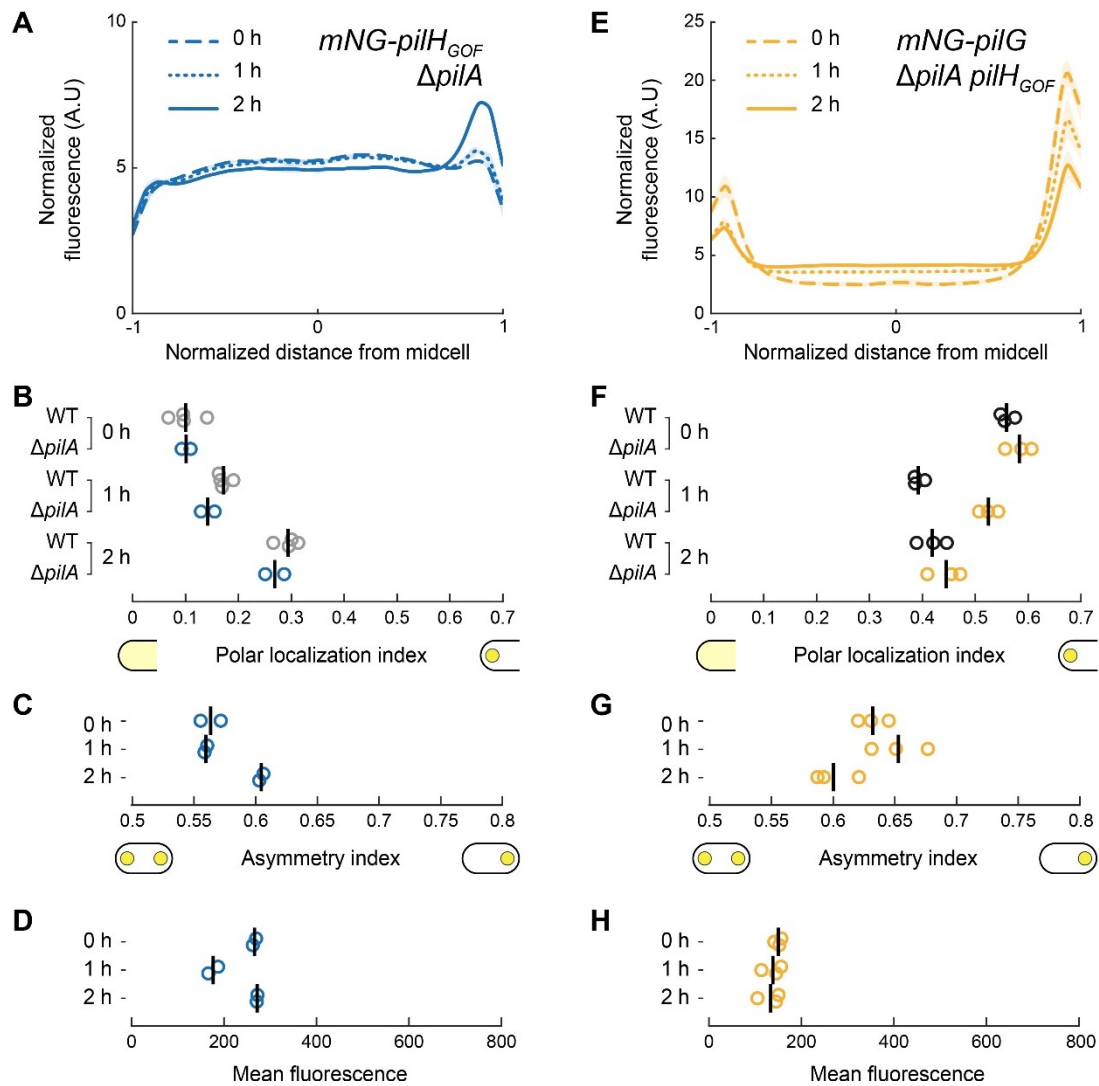 A
10
5
0
Normalized
fluorescence (A.U)
0 h
1 h
2 h
mNG-pilH_GOF
ΔpilA
-1 0 1
Normalized distance from midcell
E
25
20
15
10
5
0
Normalized
fluorescence (A.U)
0 h
1 h
2 h
mNG-pilG
ΔpilA pilH_GOF
-1 0 1
Normalized distance from midcell
B
WT
ΔpilA
0 h
WT
ΔpilA
1 h
WT
ΔpilA
2 h
0 0.1 0.2 0.3 0.4 0.5 0.6 0.7
Polar localization index
F
WT
ΔpilA
0 h
WT
ΔpilA
1 h
WT
ΔpilA
2 h
0 0.1 0.2 0.3 0.4 0.5 0.6 0.7
Polar localization index
C
0 h
1 h
2 h
0.5 0.55 0.6 0.65 0.7 0.75 0.8
Asymmetry index
G
0 h
1 h
2 h
0.5 0.55 0.6 0.65 0.7 0.75 0.8
Asymmetry index
D
0 h
1 h
2 h
0 200 400 600 800
Mean fluorescence
H
0 h
1 h
2 h
0 200 400 600 800
Mean fluorescence